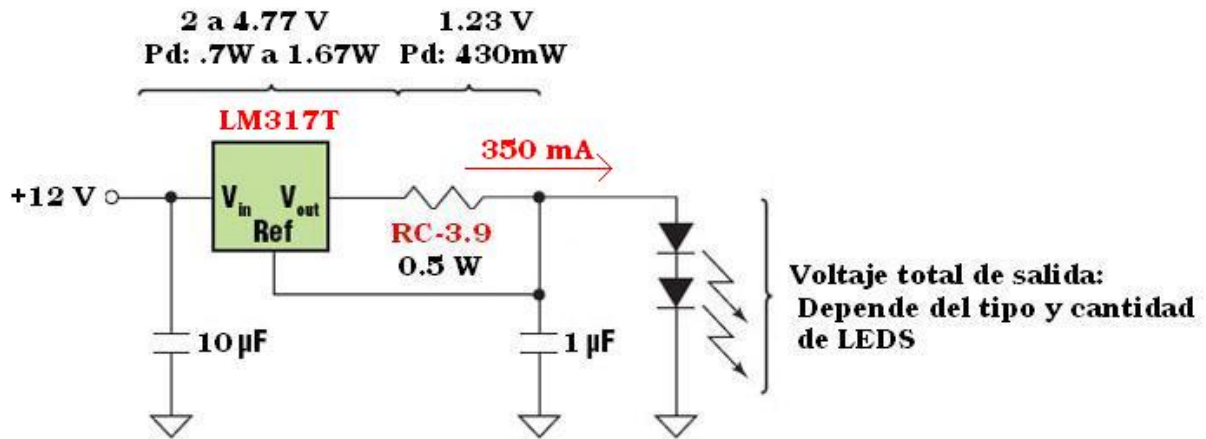 2 a 4.77 V
Pd: .7W a 1.67W
1.23 V
Pd: 430mW
LM317T
350 mA
+12 V
Vin Vout
Ref
RC-3.9
0.5 W
10 µF
1 µF
Voltaje total de salida:
Depende del tipo y cantidad
de LEDS